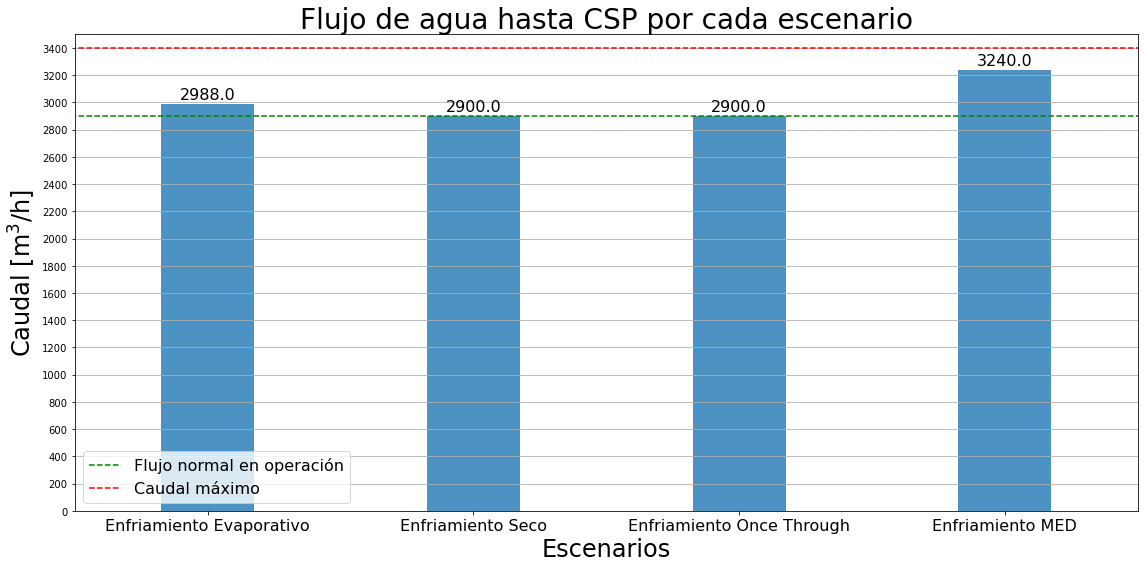 Flujo de agua hasta CSP por cada escenario
Caudal [m³/h]
3400
3200
3000
2800
2600
2400
2200
2000
1800
1600
1400
1200
1000
800
600
400
200
0
2988.0
2900.0
2900.0
3240.0
Flujo normal en operación
Caudal máximo
Enfriamiento Evaporativo
Enfriamiento Seco
Enfriamiento Once Through
Enfriamiento MED
Escenarios